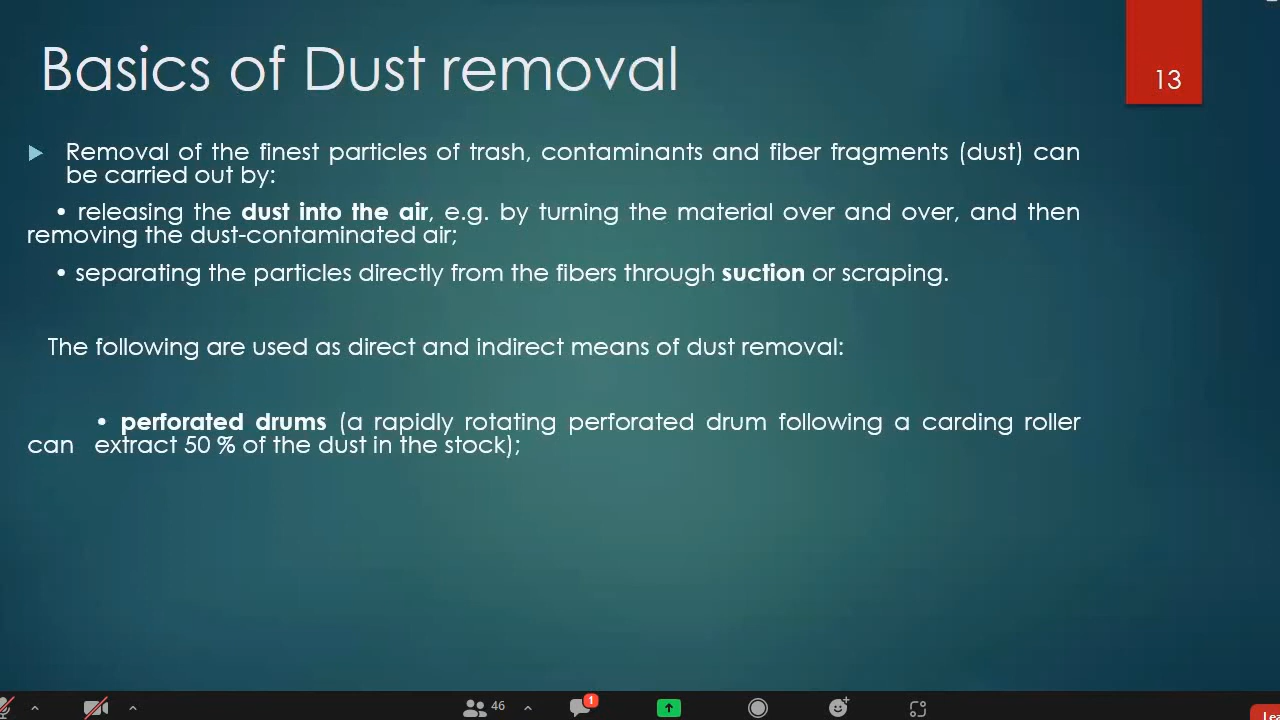 Basics of Dust removal
13
Removal of the finest particles of trash, contaminants and fiber fragments (dust) can
be carried out by:
• releasing the dust into the air, e.g. by turning the material over and over, and then
removing the dust-contaminated air;
• separating the particles directly from the fibers through suction or scraping.
The following are used as direct and indirect means of dust removal:
• perforated drums (a rapidly rotating perforated drum following a carding roller
can extract 50 % of the dust in the stock);
46
1